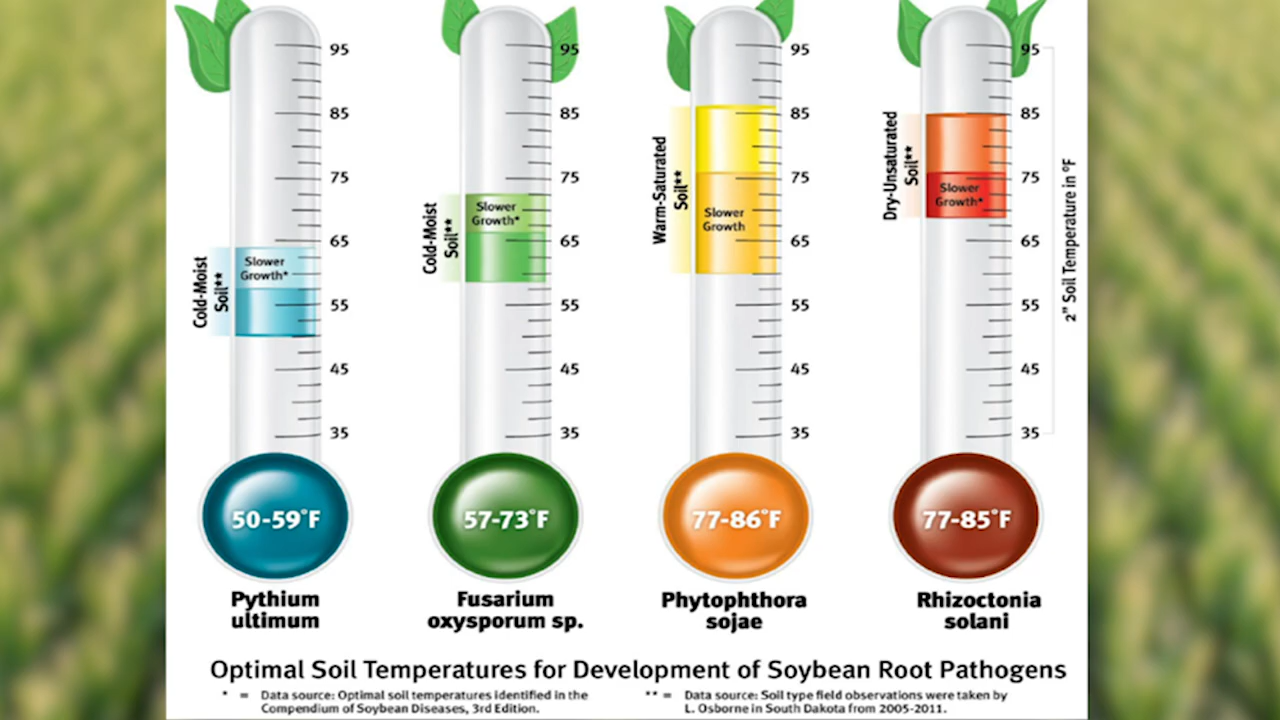 95
85
75
65
55
45
35
Slower
Growth*
Cold-Moist
Soil**
50-59°F
Pythium
ultimum
95
85
75
65
55
45
35
Slower
Growth*
Cold-Moist
Soil**
57-73°F
Fusarium
oxysporum sp.
95
85
75
65
55
45
35
Slower
Growth
Warm-Saturated
Soil**
77-86°F
Phytophthora
sojae
95
85
75
65
55
45
35
Slower
Growth*
Dry-Unsaturated
Soil**
77-85°F
Rhizoctonia
solani
2" Soil Temperature in °F
Optimal Soil Temperatures for Development of Soybean Root Pathogens
* = Data source: Optimal soil temperatures identified in the
Compendium of Soybean Diseases, 3rd Edition.
** = Data source: Soil type field observations were taken by
L. Osborne in South Dakota from 2005-2011.